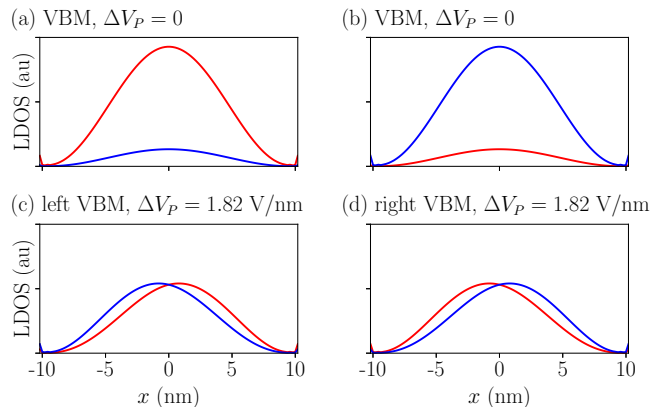 (a) VBM, ΔV_P = 0
(b) VBM, ΔV_P = 0
LDOS (au)
(c) left VBM, ΔV_P = 1.82 V/nm
(d) right VBM, ΔV_P = 1.82 V/nm
LDOS (au)
-10 -5 0 5 10
-10 -5 0 5 10
x (nm)
x (nm)